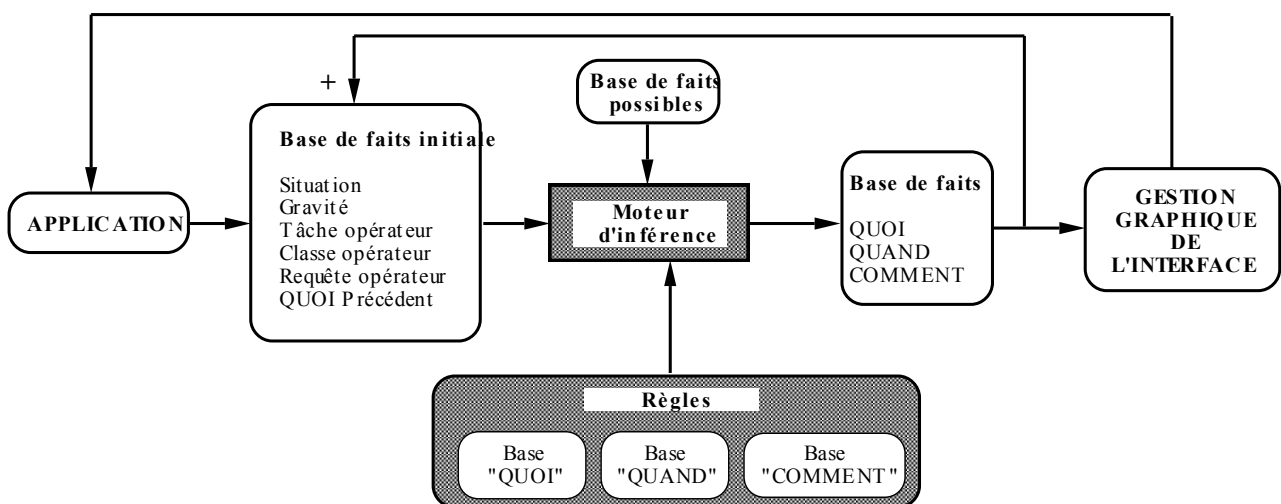 +
Base de faits
possibles
Base de faits initiale
Situation
Gravité
Tâche opérateur
Classe opérateur
Requête opérateur
QUOI Précédent
APPLICATION
Moteur
d'inférence
Base de faits
QUOI
QUAND
COMMENT
GESTION
GRAPHIQUE
DE
L'INTERFACE
Règles
Base
"QUOI"
Base
"QUAND"
Base
"COMMENT"